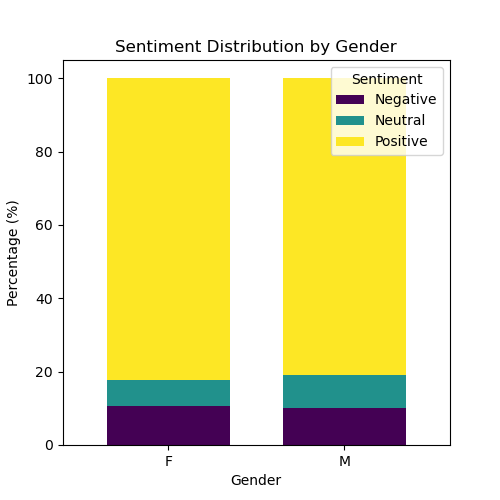 Sentiment Distribution by Gender
Sentiment
Negative
Neutral
Positive
Percentage (%)
100
80
60
40
20
0
F M
Gender